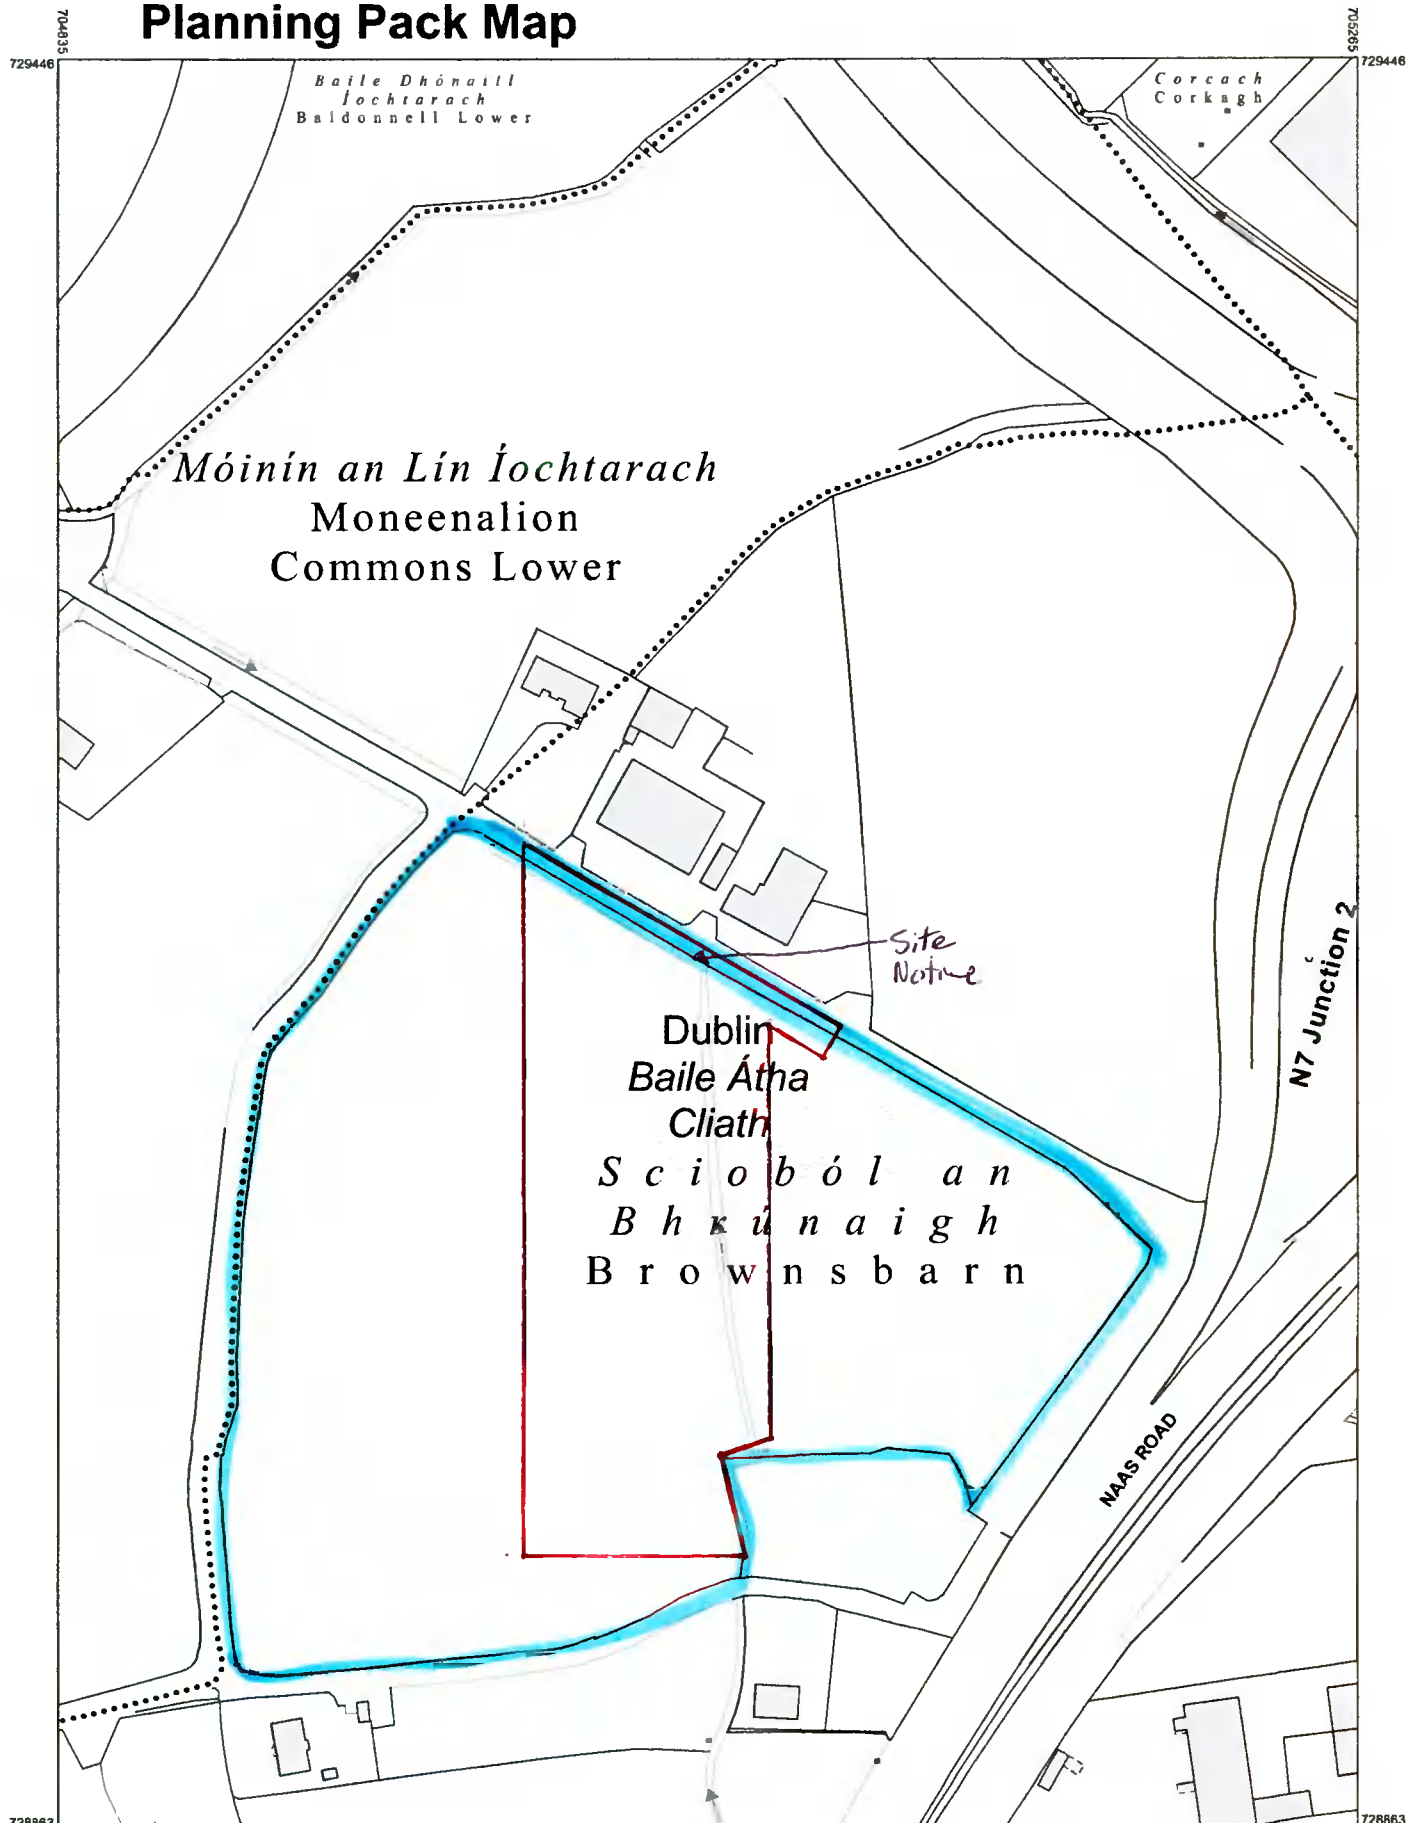 Planning Pack Map
704835
705265
729446
729446
Baile Dhónaill
Íochtarach
Baldonnell Lower
Corcach
Corkagh
Móinín an Lín Íochtarach
Moneenalion
Commons Lower
Site
Notice
N7 Junction 2
Dublin
Baile Átha
Cliath
Scioból an
Bhrúnaigh
Brownsbarn
NAAS ROAD
728863
728863